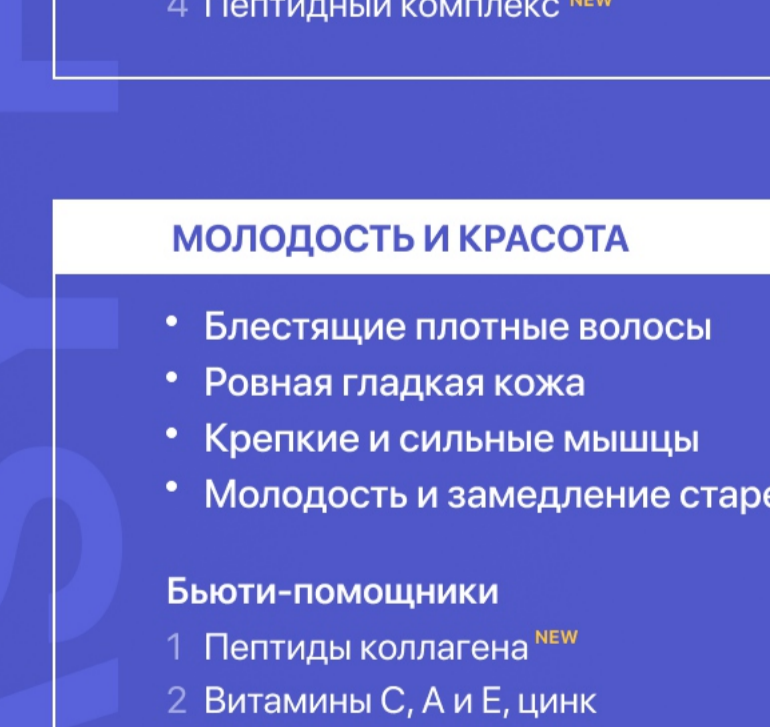 4 Пептидный комплекс NEW
МОЛОДОСТЬ И КРАСОТА
• Блестящие плотные волосы
• Ровная гладкая кожа
• Крепкие и сильные мышцы
• Молодость и замедление старе
Бьюти-помощники
1 Пептиды коллагена NEW
2 Витамины C, A и E, цинк